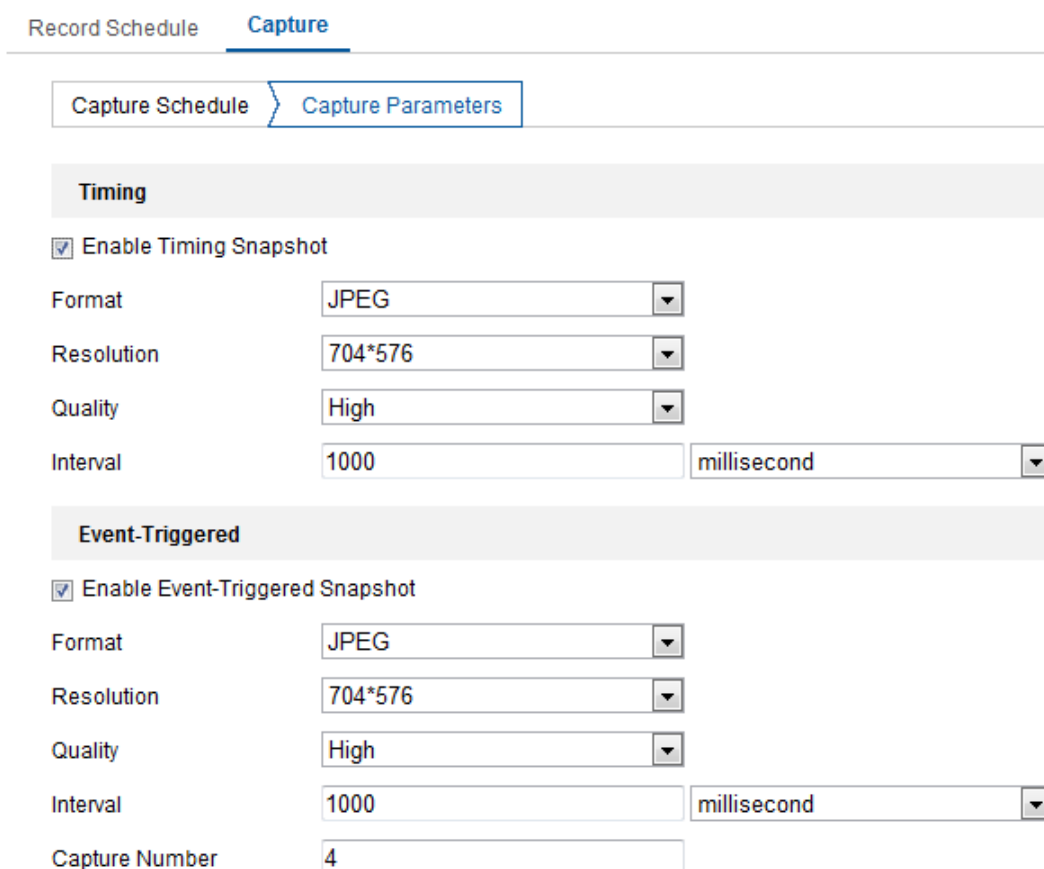 Record Schedule Capture
Capture Schedule Capture Parameters
Timing
Enable Timing Snapshot
Format JPEG
Resolution 704*576
Quality High
Interval 1000 millisecond
Event-Triggered
Enable Event-Triggered Snapshot
Format JPEG
Resolution 704*576
Quality High
Interval 1000 millisecond
Capture Number 4